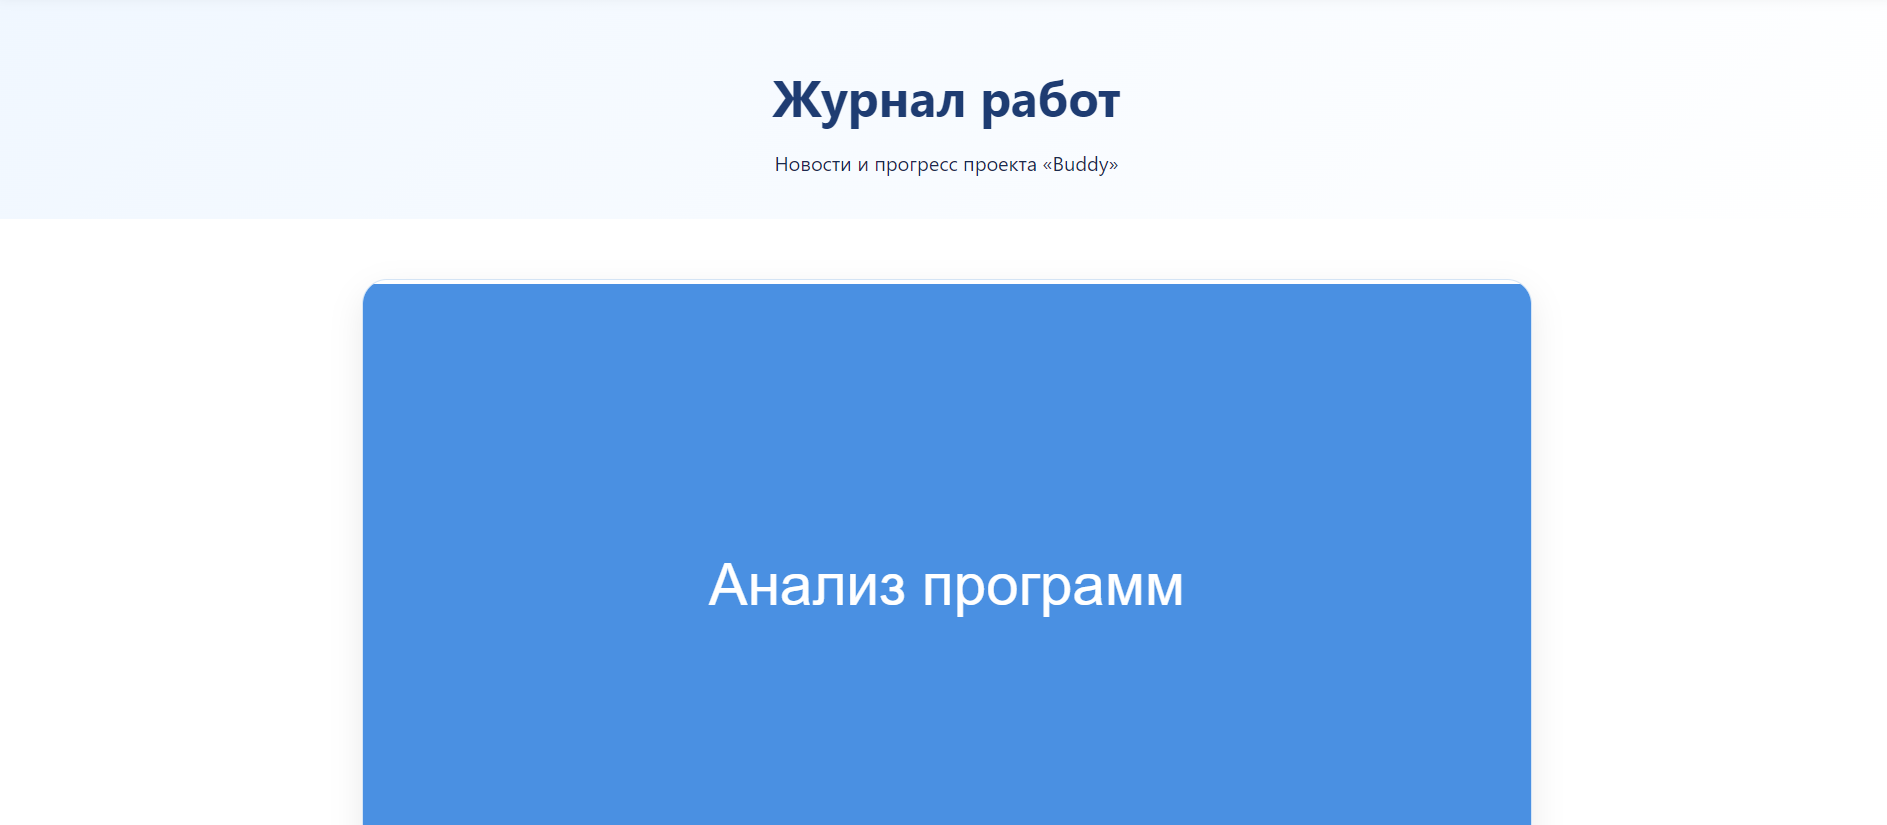 Журнал работ
Новости и прогресс проекта «Buddy»
Анализ программ